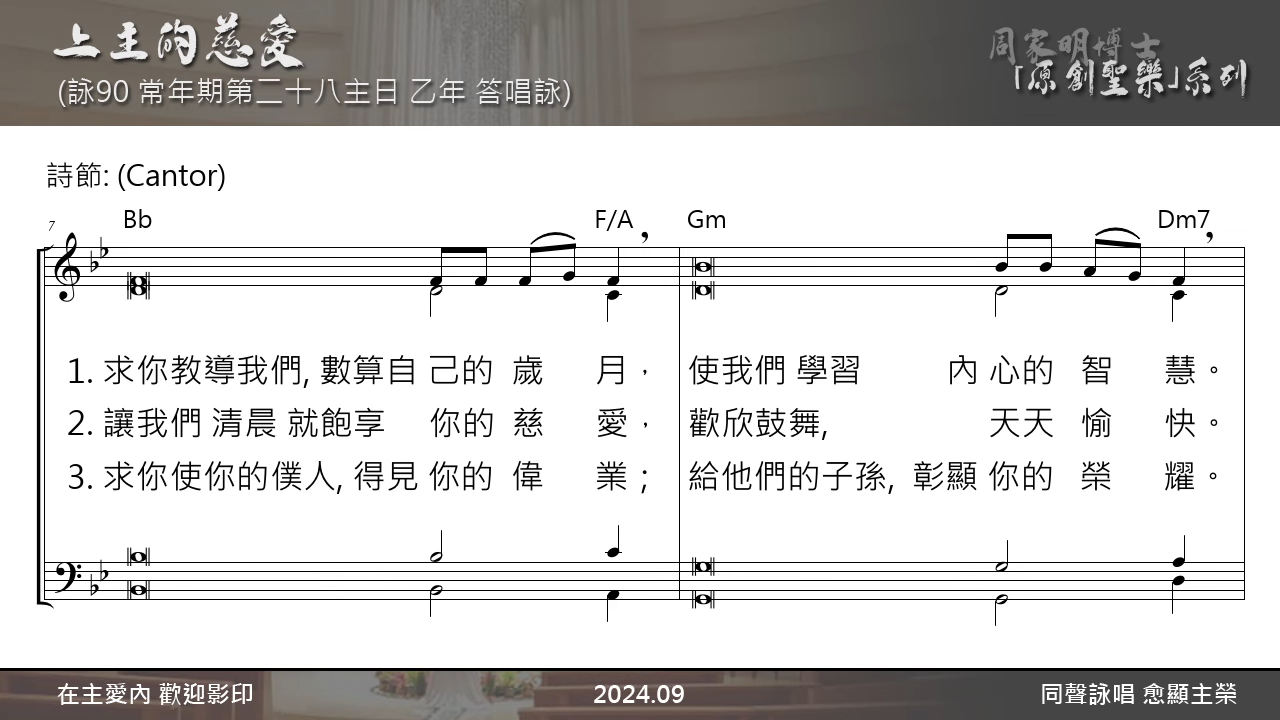 上主的慈愛
(詠90 常年期第二十八主日 乙年 答唱詠)
周家明博士
「原創聖樂」系列
詩節: (Cantor)
7 Bb F/A Gm Dm7
1. 求你教導我們, 數算自己的歲月， 使我們 學習 內心的智慧。
2. 讓我們 清晨 就飽享 你的慈愛， 歡欣鼓舞, 天天愉快。
3. 求你使你的僕人, 得見你的偉業； 給他們的子孫, 彰顯你的榮耀。
在主愛內 歡迎影印
2024.09
同聲詠唱 愈顯主榮